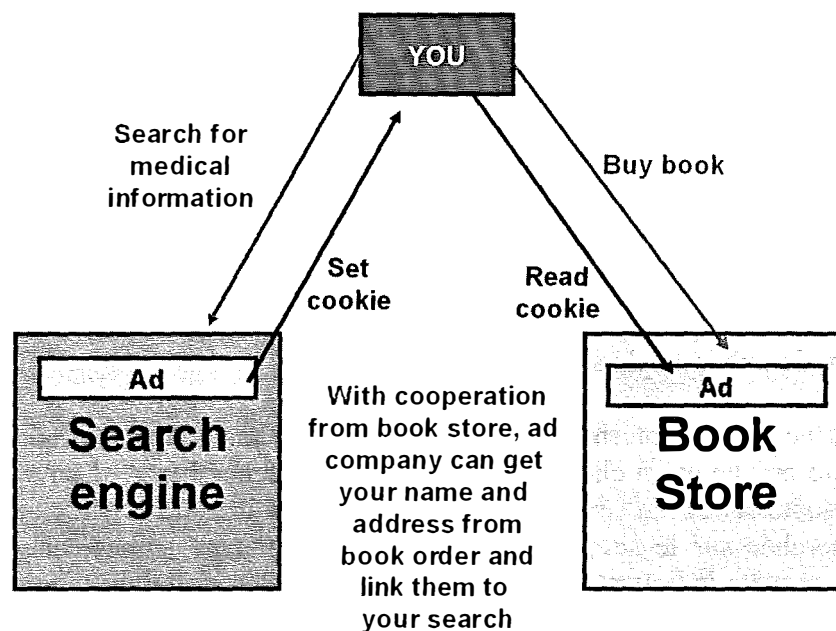 YOU
Search for
medical
information
Buy book
Set
cookie
Read
cookie
Ad
Search
engine
With cooperation
from book store, ad
company can get
your name and
address from
book order and
link them to
your search
Ad
Book
Store